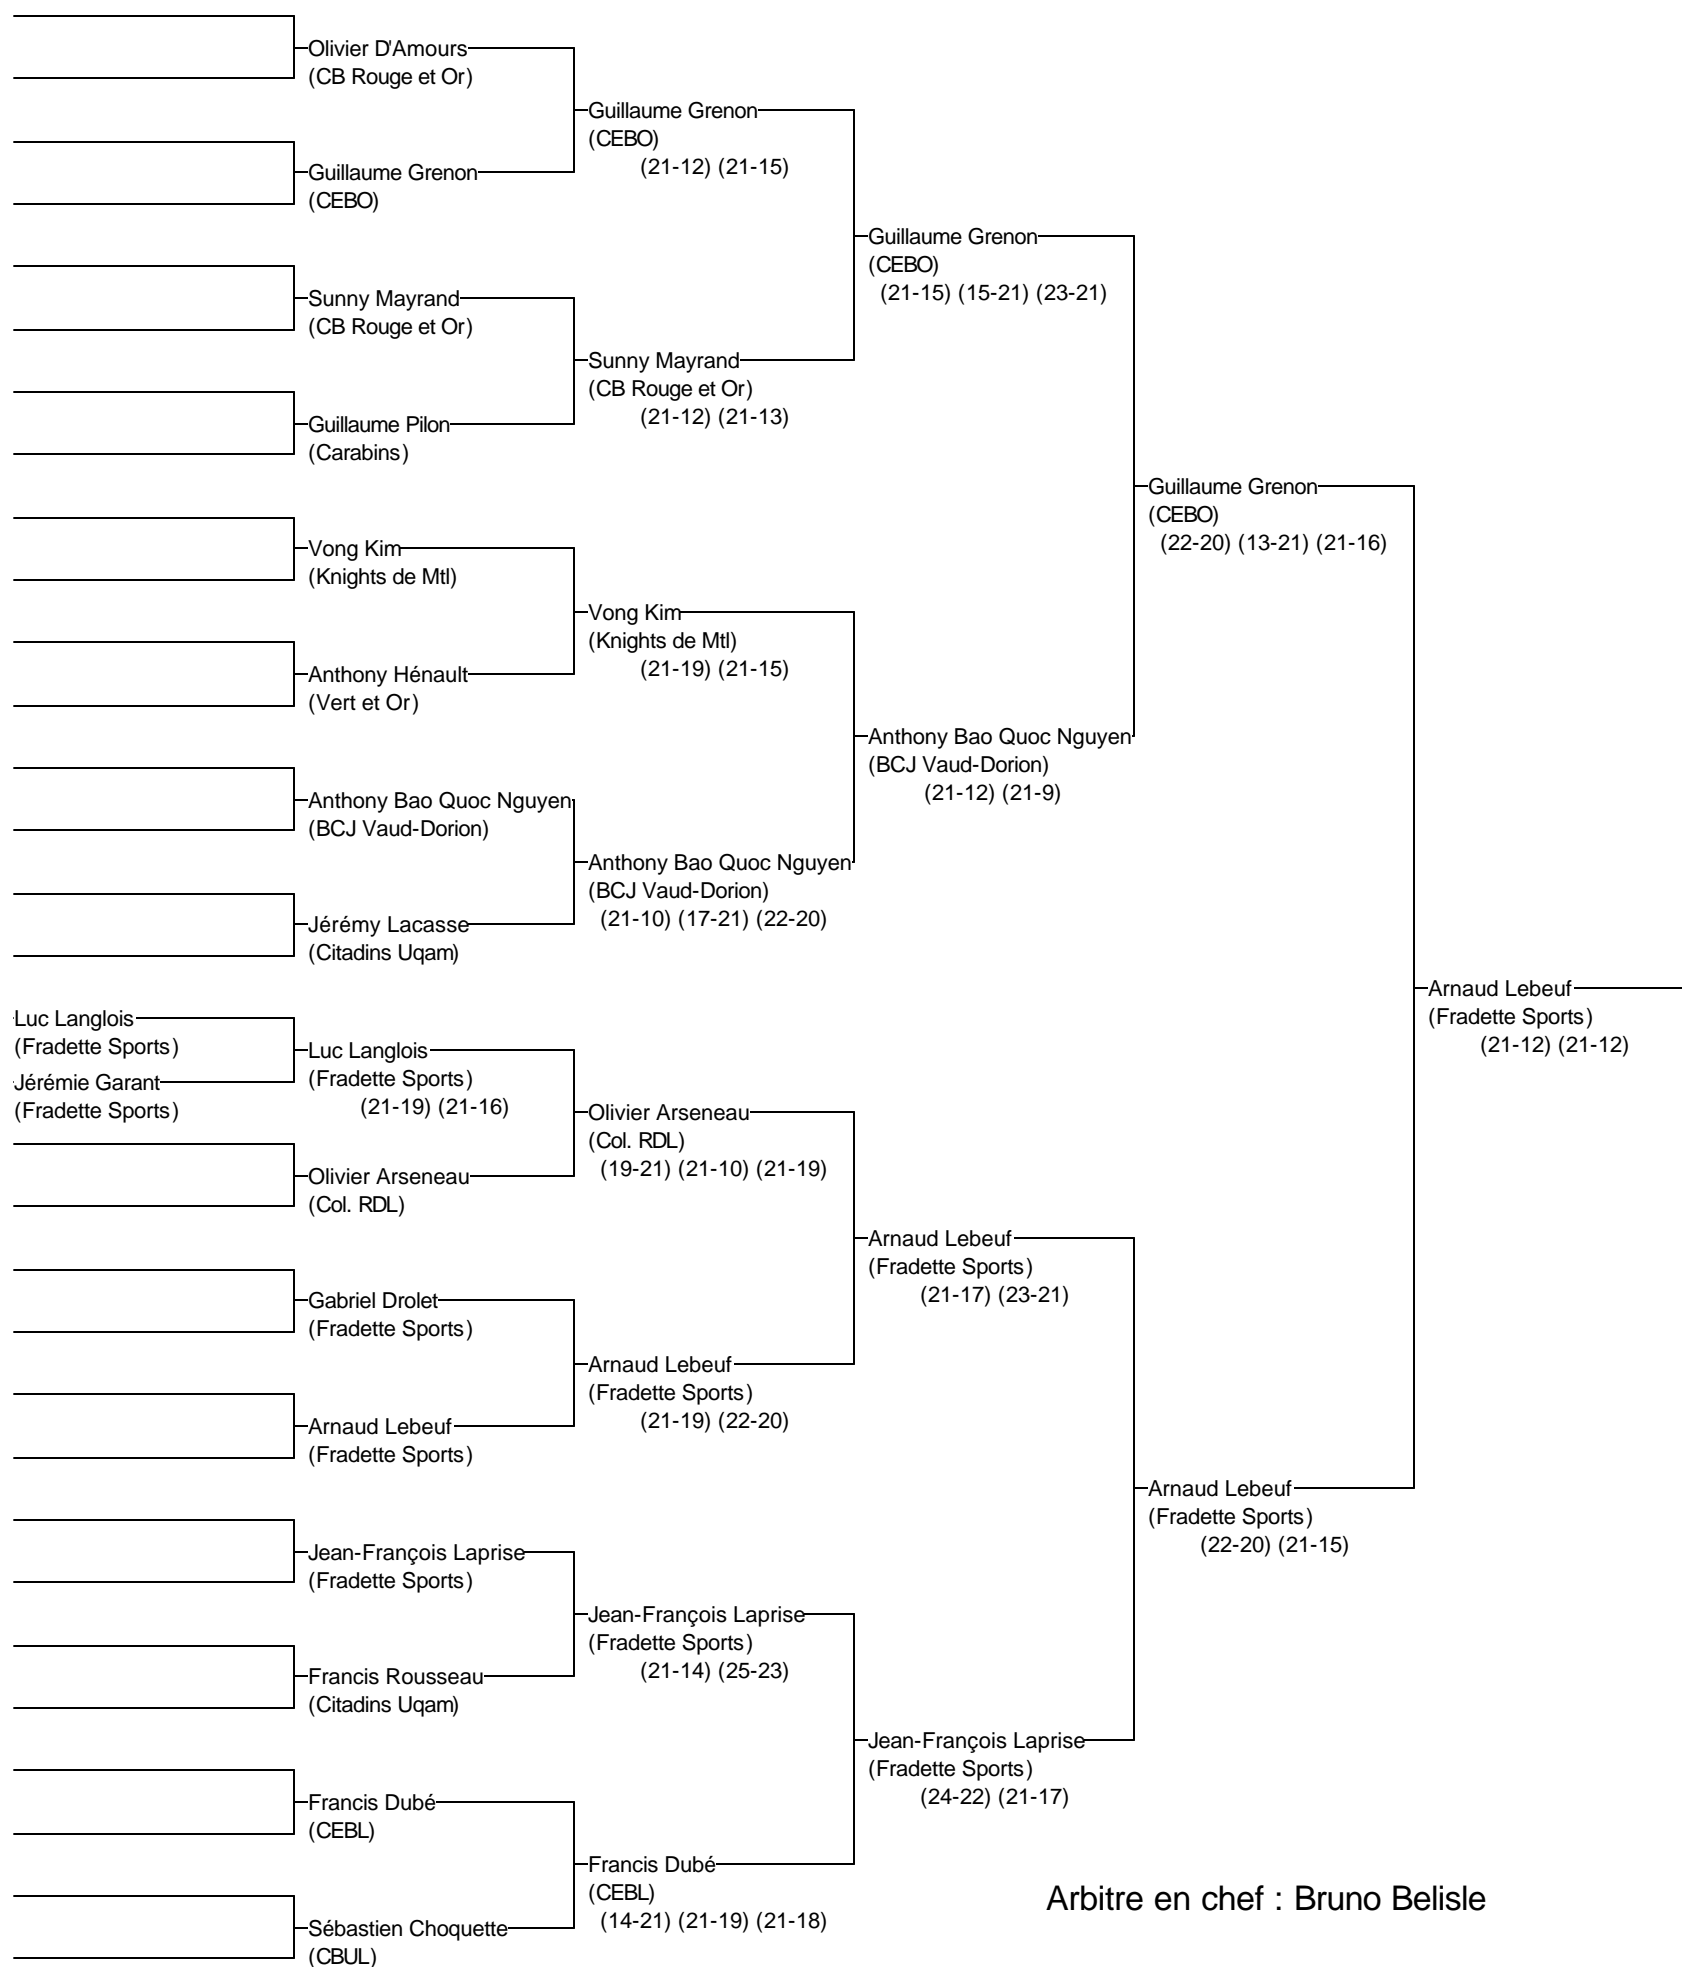 Olivier D'Amours
(CB Rouge et Or)
Guillaume Grenon
(CEBO)
Sunny Mayrand
(CB Rouge et Or)
Guillaume Pilon
(Carabins)
Vong Kim
(Knights de Mtl)
Anthony Hénault
(Vert et Or)
Anthony Bao Quoc Nguyen
(BCJ Vaud-Dorion)
Jérémy Lacasse
(Citadins Uqam)
Luc Langlois
(Fradette Sports)
Jérémie Garant
(Fradette Sports)
Luc Langlois
(Fradette Sports)
(21-19) (21-16)
Olivier Arseneau
(Col. RDL)
Gabriel Drolet
(Fradette Sports)
Arnaud Lebeuf
(Fradette Sports)
Jean-François Laprise
(Fradette Sports)
Francis Rousseau
(Citadins Uqam)
Francis Dubé
(CEBL)
Sébastien Choquette
(CBUL)
Guillaume Grenon
(CEBO)
(21-12) (21-15)
Sunny Mayrand
(CB Rouge et Or)
(21-12) (21-13)
Vong Kim
(Knights de Mtl)
(21-19) (21-15)
Anthony Bao Quoc Nguyen
(BCJ Vaud-Dorion)
(21-10) (17-21) (22-20)
Olivier Arseneau
(Col. RDL)
(19-21) (21-10) (21-19)
Arnaud Lebeuf
(Fradette Sports)
(21-19) (22-20)
Jean-François Laprise
(Fradette Sports)
(21-14) (25-23)
Francis Dubé
(CEBL)
(14-21) (21-19) (21-18)
Guillaume Grenon
(CEBO)
(21-15) (15-21) (23-21)
Anthony Bao Quoc Nguyen
(BCJ Vaud-Dorion)
(21-12) (21-9)
Arnaud Lebeuf
(Fradette Sports)
(21-17) (23-21)
Jean-François Laprise
(Fradette Sports)
(24-22) (21-17)
Guillaume Grenon
(CEBO)
(22-20) (13-21) (21-16)
Arnaud Lebeuf
(Fradette Sports)
(22-20) (21-15)
Arnaud Lebeuf
(Fradette Sports)
(21-12) (21-12)
Arbitre en chef : Bruno Belisle